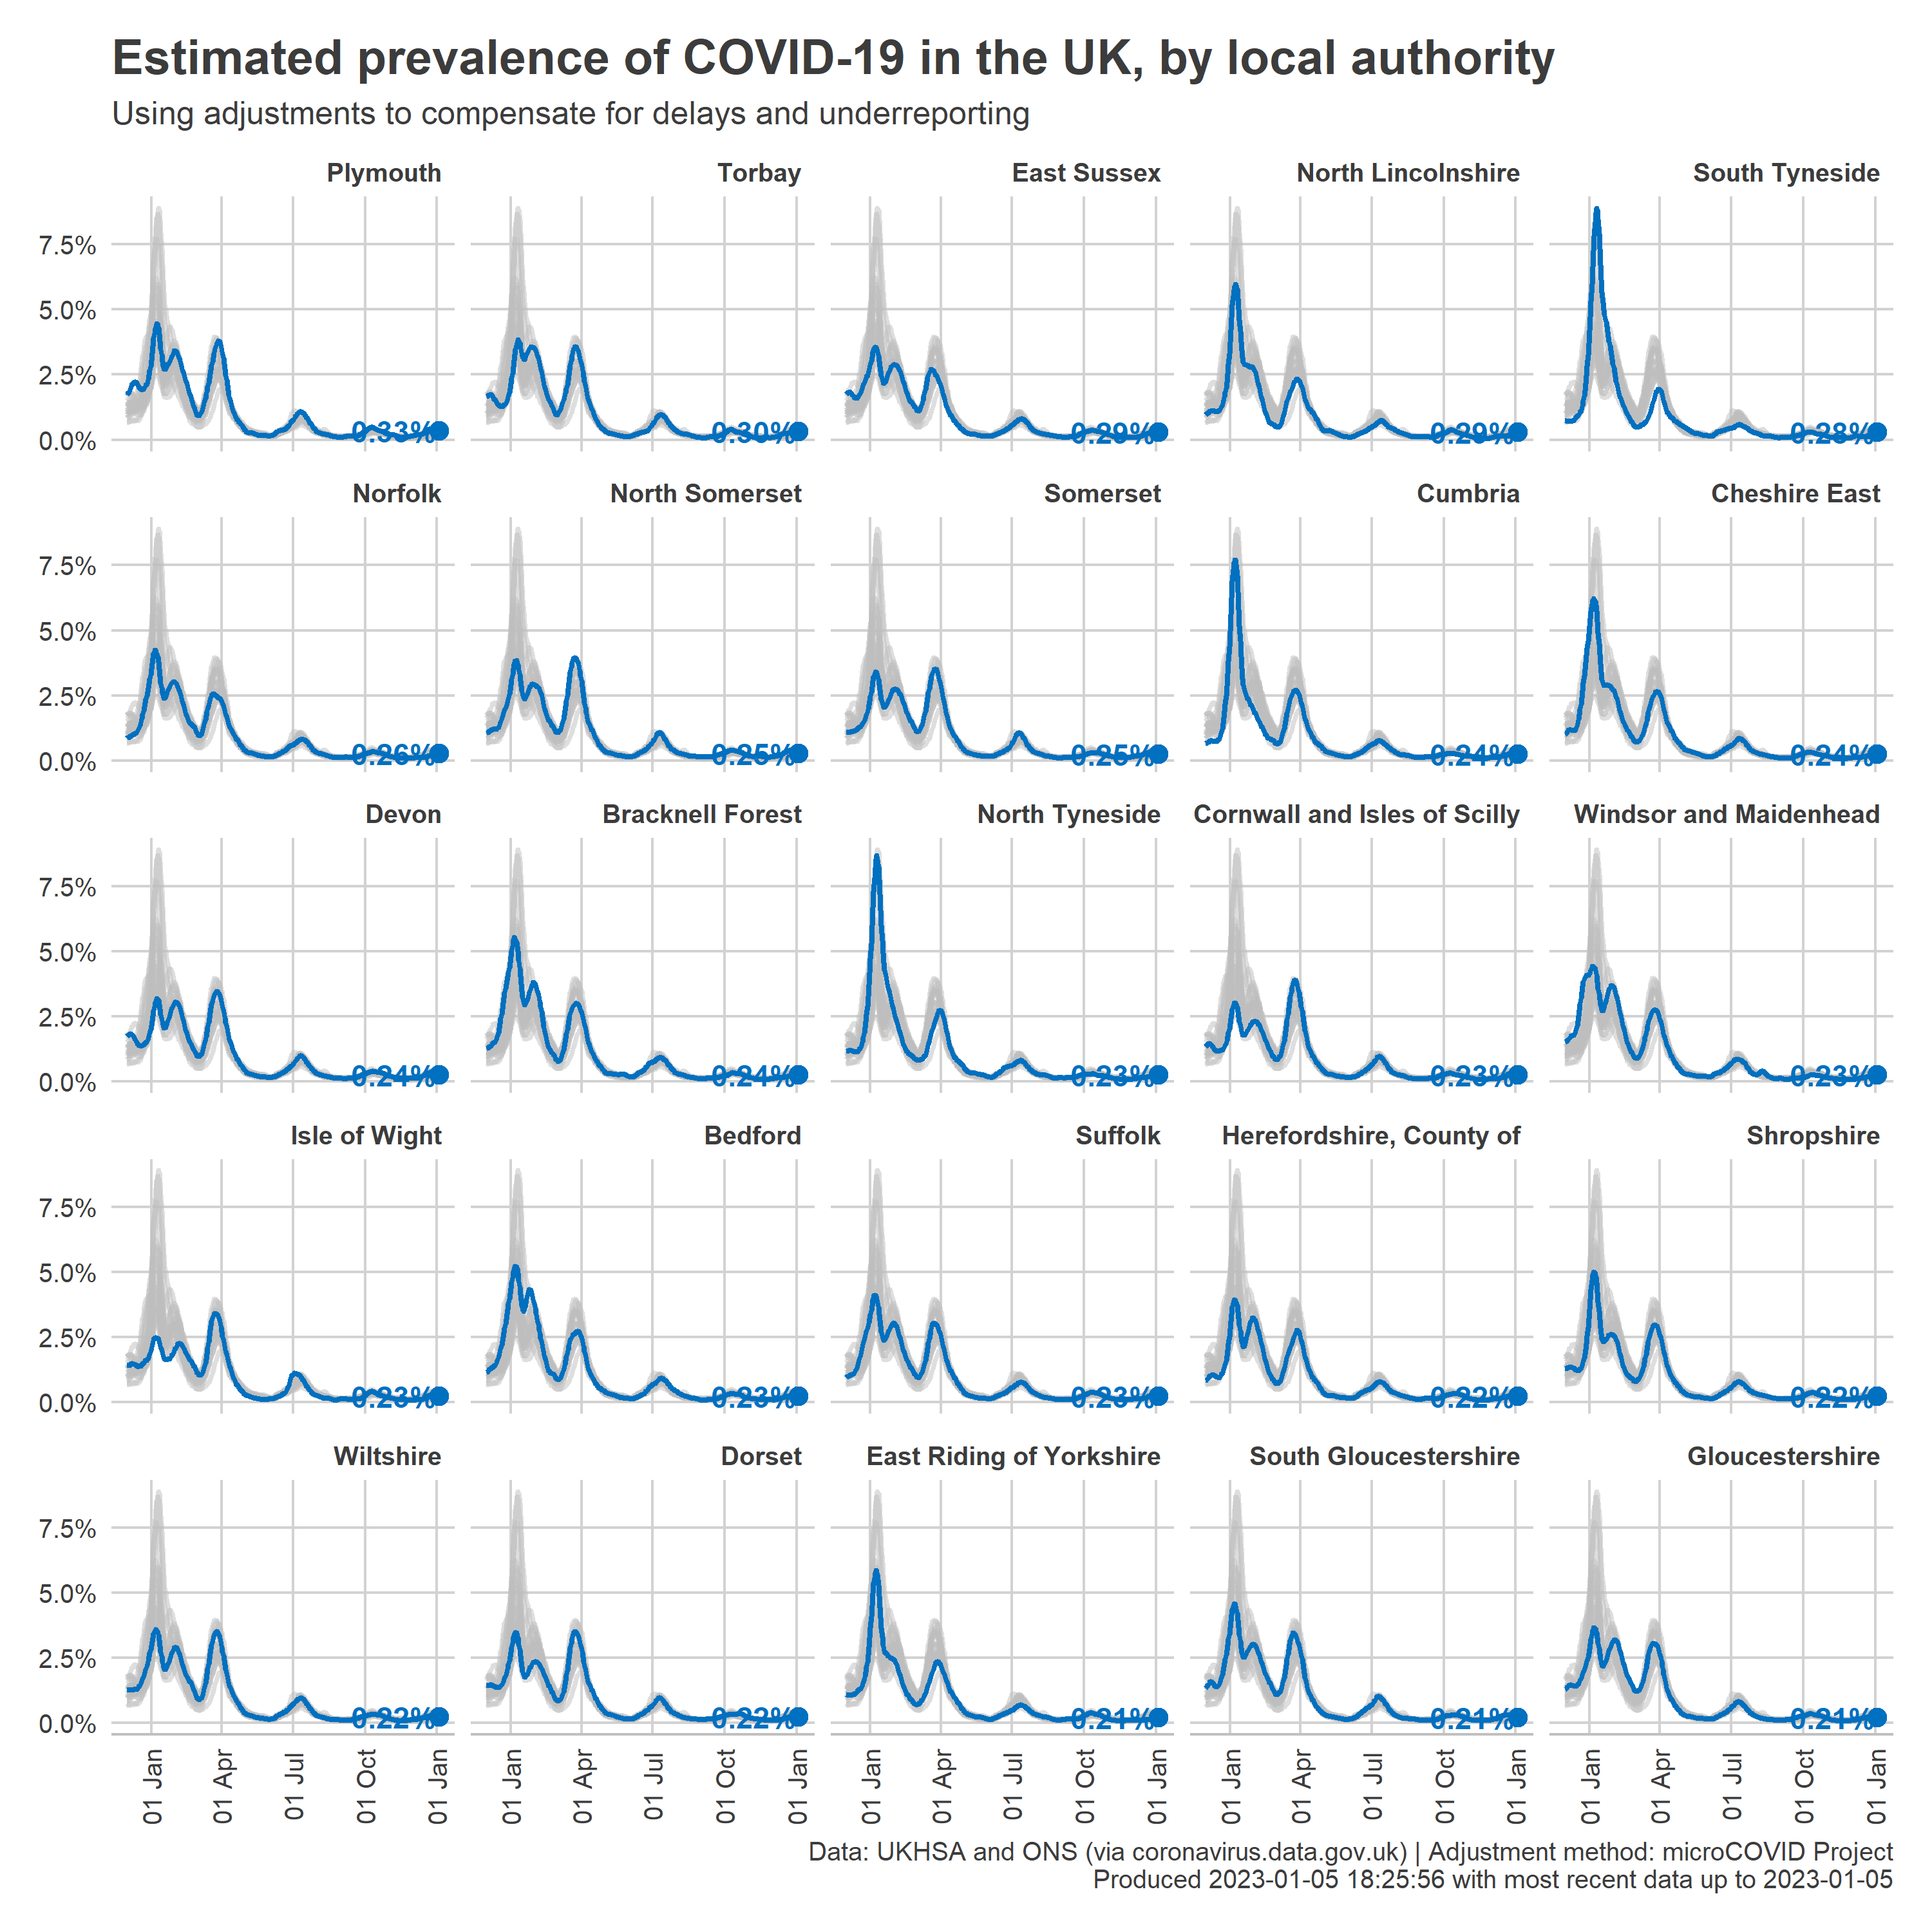 Estimated prevalence of COVID-19 in the UK, by local authority
Using adjustments to compensate for delays and underreporting
Plymouth Torbay East Sussex North Lincolnshire South Tyneside
7.5%
5.0%
2.5%
0.0%
0.33% 0.30% 0.29% 0.29% 0.28%
Norfolk North Somerset Somerset Cumbria Cheshire East
7.5%
5.0%
2.5%
0.0%
0.26% 0.25% 0.25% 0.24% 0.24%
Devon Bracknell Forest North Tyneside Cornwall and Isles of Scilly Windsor and Maidenhead
7.5%
5.0%
2.5%
0.0%
0.24% 0.24% 0.23% 0.23% 0.23%
Isle of Wight Bedford Suffolk Herefordshire, County of Shropshire
7.5%
5.0%
2.5%
0.0%
0.23% 0.23% 0.23% 0.22% 0.22%
Wiltshire Dorset East Riding of Yorkshire South Gloucestershire Gloucestershire
7.5%
5.0%
2.5%
0.0%
0.22% 0.22% 0.21% 0.21% 0.21%
01 Jan 01 Apr 01 Jul 01 Oct 01 Jan 01 Jan 01 Apr 01 Jul 01 Oct 01 Jan 01 Jan 01 Apr 01 Jul 01 Oct 01 Jan 01 Jan 01 Apr 01 Jul 01 Oct 01 Jan 01 Jan 01 Apr 01 Jul 01 Oct 01 Jan
Data: UKHSA and ONS (via coronavirus.data.gov.uk) | Adjustment method: microCOVID Project
Produced 2023-01-05 18:25:56 with most recent data up to 2023-01-05